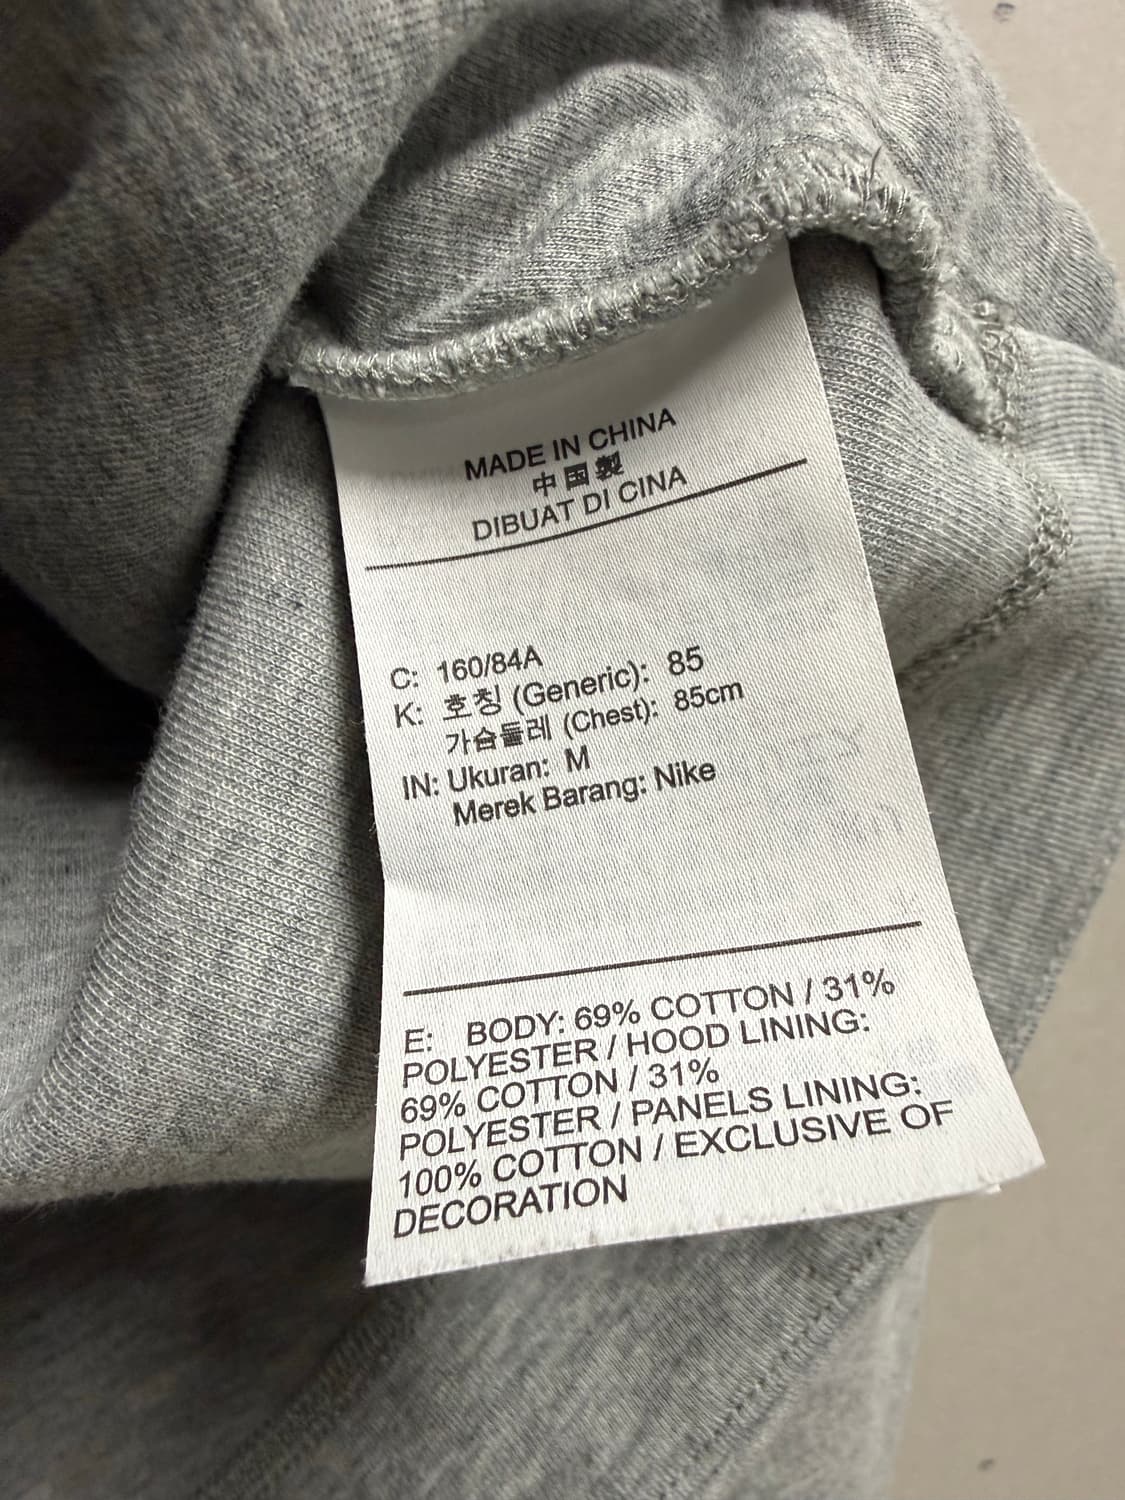 MADE IN CHINA
中国製
DIBUAT DI CINA
C: 160/84A
K: 호칭 (Generic): 85
가슴둘레 (Chest): 85cm
IN: Ukuran: M
Merek Barang: Nike
E: BODY: 69% COTTON / 31%
POLYESTER / HOOD LINING:
69% COTTON / 31%
POLYESTER / PANELS LINING:
100% COTTON / EXCLUSIVE OF
DECORATION